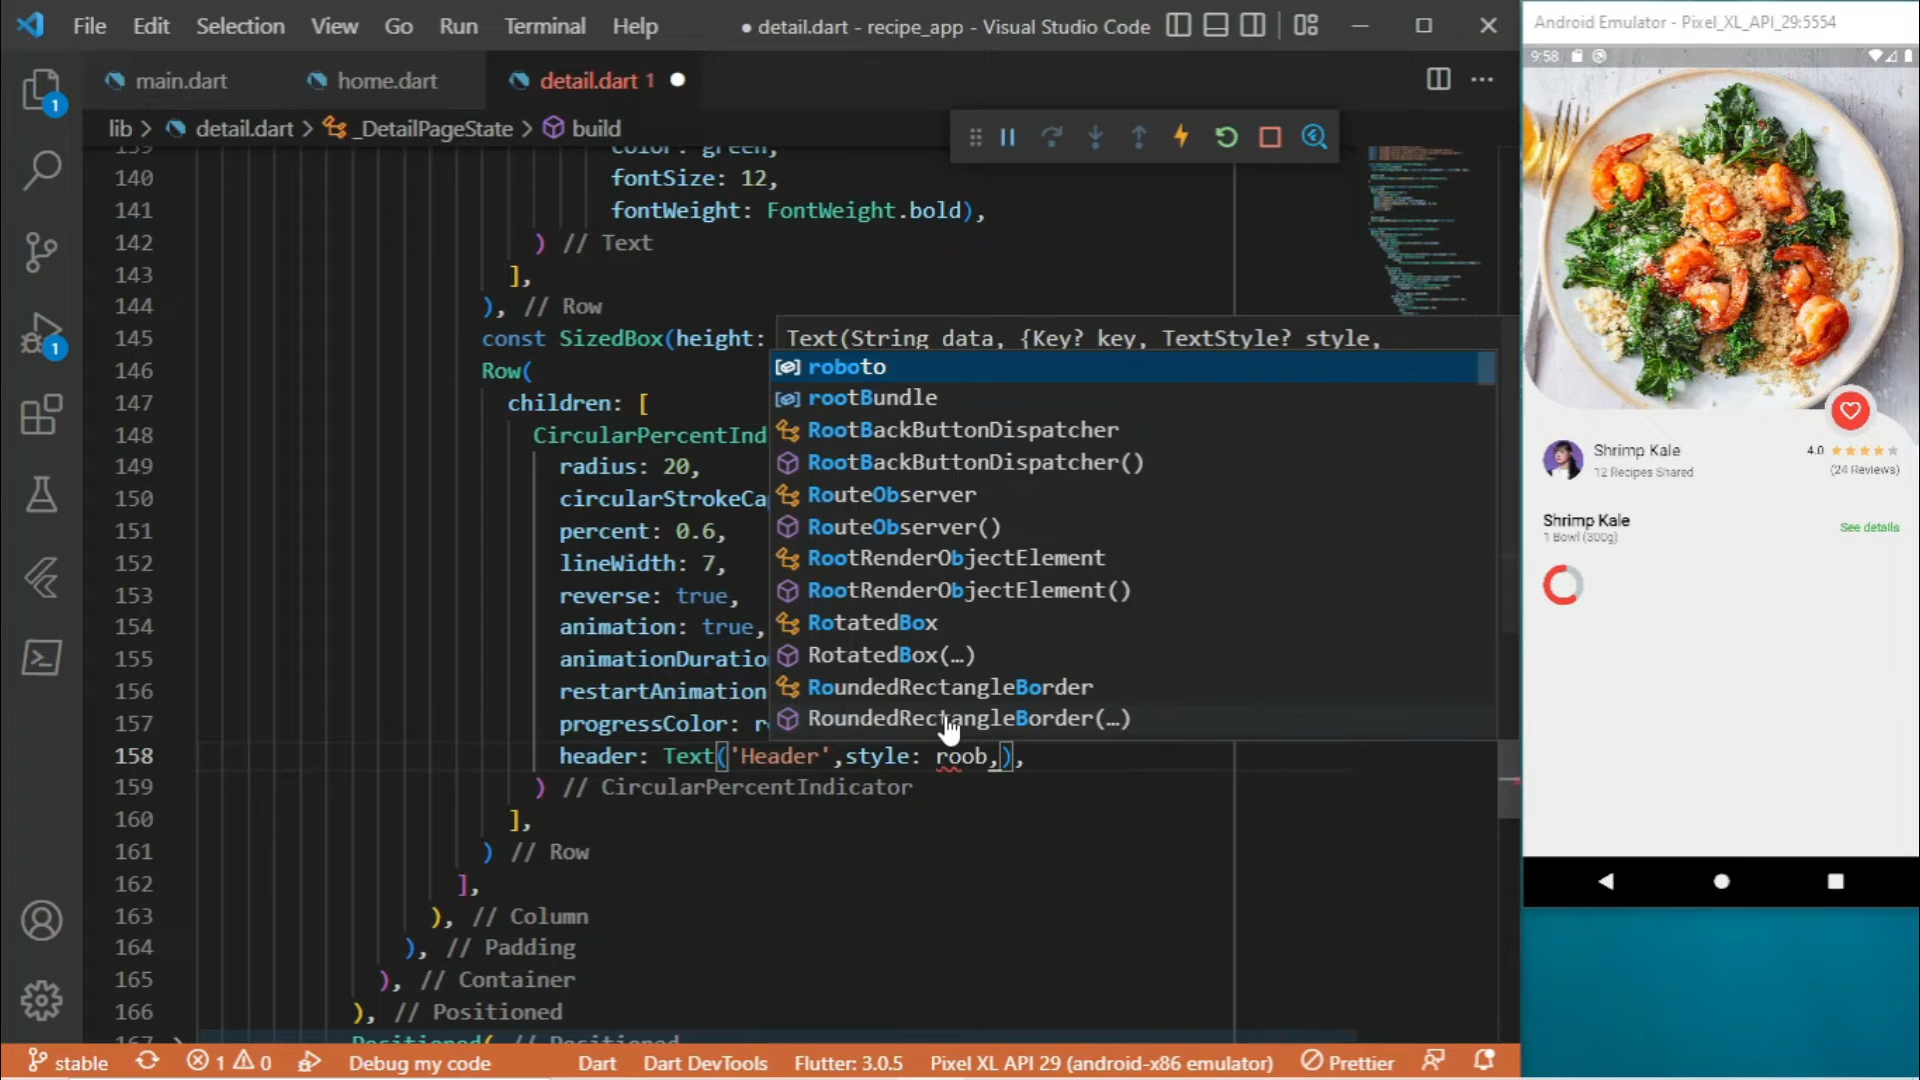 File Edit Selection View Go Run Terminal Help
● detail.dart - recipe_app - Visual Studio Code
Android Emulator - Pixel_XL_API_29:5554
main.dart
home.dart
detail.dart 1
lib > detail.dart > _DetailPageState > build
139 color: green,
140 fontSize: 12,
141 fontWeight: FontWeight.bold),
142 ) // Text
143 ],
144 ), // Row
145 const SizedBox(height:
146 Row(
147 children: [
148 CircularPercentInd
149 radius: 20,
150 circularStrokeCa
151 percent: 0.6,
152 lineWidth: 7,
153 reverse: true,
154 animation: true,
155 animationDuratio
156 restartAnimation
157 progressColor: r
158 header: Text('Header',style: roob,),
159 ) // CircularPercentIndicator
160 ],
161 ) // Row
162 ],
163 ), // Column
164 ), // Padding
165 ), // Container
166 ), // Positioned
167 Positioned( // Positioned
Text(String data, {Key? key, TextStyle? style,
roboto
rootBundle
RootBackButtonDispatcher
RootBackButtonDispatcher()
RouteObserver
RouteObserver()
RootRenderObjectElement
RootRenderObjectElement()
RotatedBox
RotatedBox(…)
RoundedRectangleBorder
RoundedRectangleBorder(…)
1
1
stable
1 0
Debug my code
Dart
Dart DevTools
Flutter: 3.0.5
Pixel XL API 29 (android-x86 emulator)
Prettier
9:58
Shrimp Kale
12 Recipes Shared
4.0
(24 Reviews)
Shrimp Kale
1 Bowl (300g)
See details